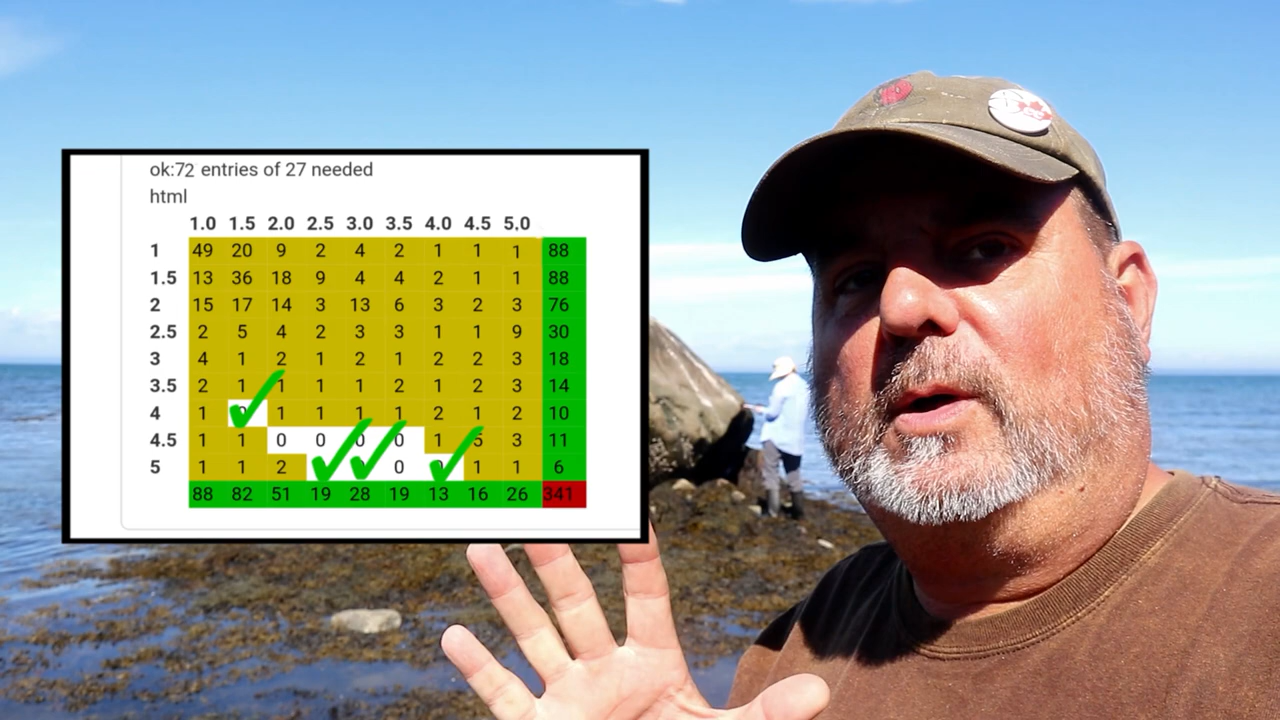 ok:72 entries of 27 needed
html
1.0 1.5 2.0 2.5 3.0 3.5 4.0 4.5 5.0
1 49 20 9 2 4 2 1 1 1 88
1.5 13 36 18 9 4 4 2 1 1 88
2 15 17 14 3 13 6 3 2 3 76
2.5 2 5 4 2 3 3 1 1 9 30
3 4 1 2 1 2 1 2 2 3 18
3.5 2 1 1 1 1 2 1 2 3 14
4 1 1 1 1 1 2 1 2 10
4.5 1 1 0 0 0 0 1 5 3 11
5 1 1 2 0 1 1 6
88 82 51 19 28 19 13 16 26 341